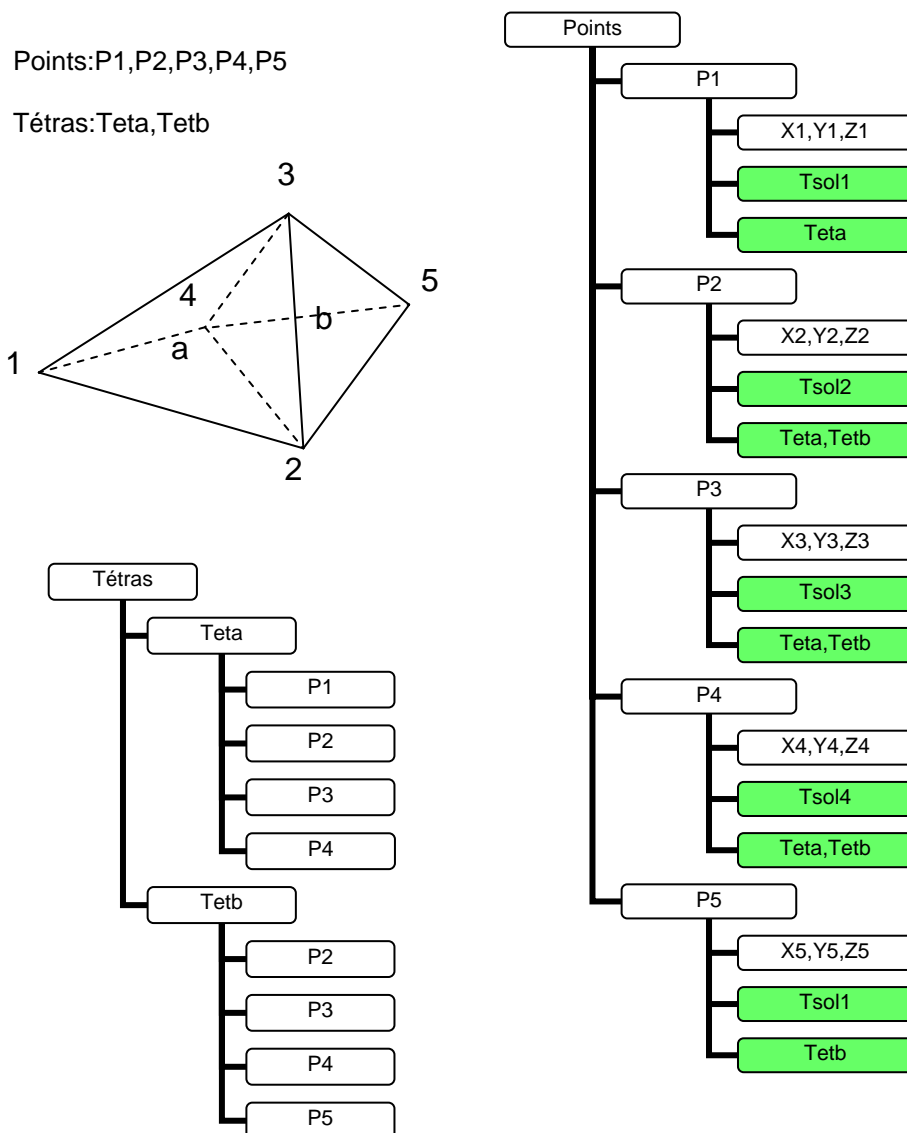 Points:P1,P2,P3,P4,P5
Tétras:Teta,Tetb
3
4
5
b
a
1
2
Tétras
Teta
P1
P2
P3
P4
Tetb
P2
P3
P4
P5
Points
P1
X1,Y1,Z1
Tsol1
Teta
P2
X2,Y2,Z2
Tsol2
Teta,Tetb
P3
X3,Y3,Z3
Tsol3
Teta,Tetb
P4
X4,Y4,Z4
Tsol4
Teta,Tetb
P5
X5,Y5,Z5
Tsol1
Tetb